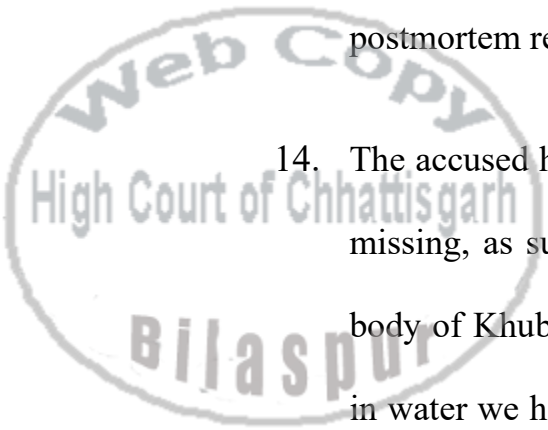 postmortem re
Web Copy
14. The accused h
High Court of Chhattisgarh
missing, as su
body of Khub
Bilaspur
in water we h